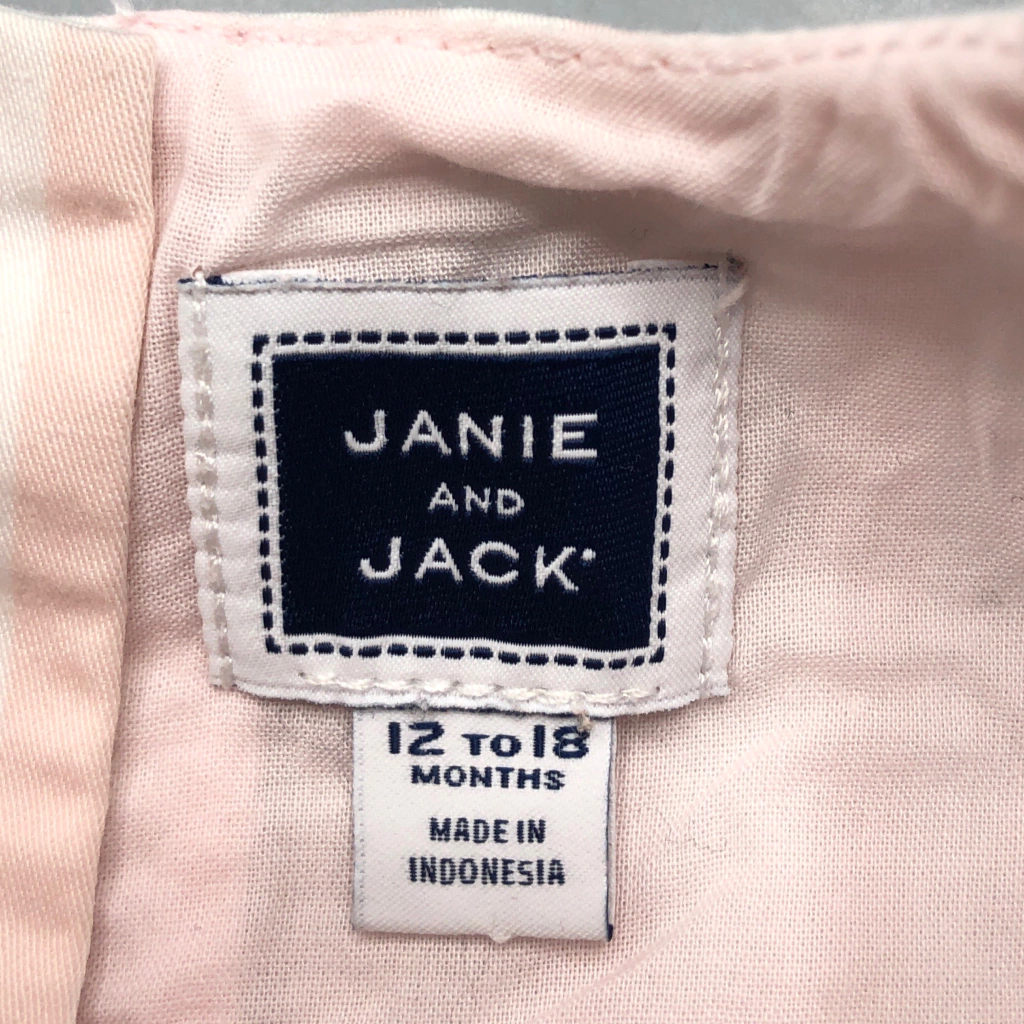 JANIE
AND
JACK
12 TO 18
MONTHS
MADE IN
INDONESIA